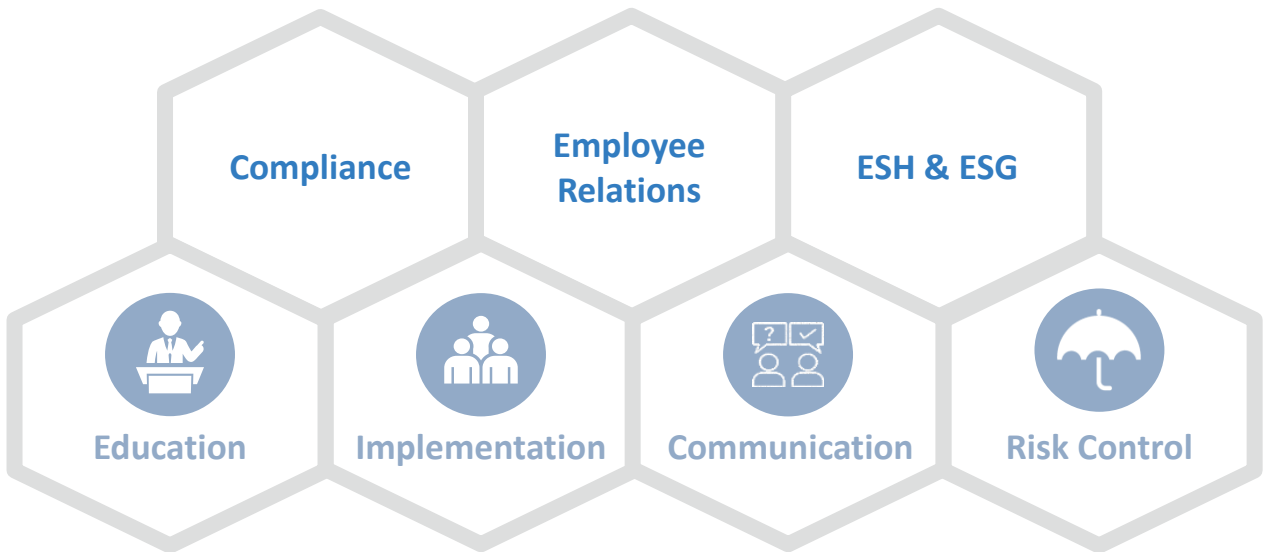 Compliance
Employee
Relations
ESH & ESG
?
Education
Implementation
Communication
Risk Control